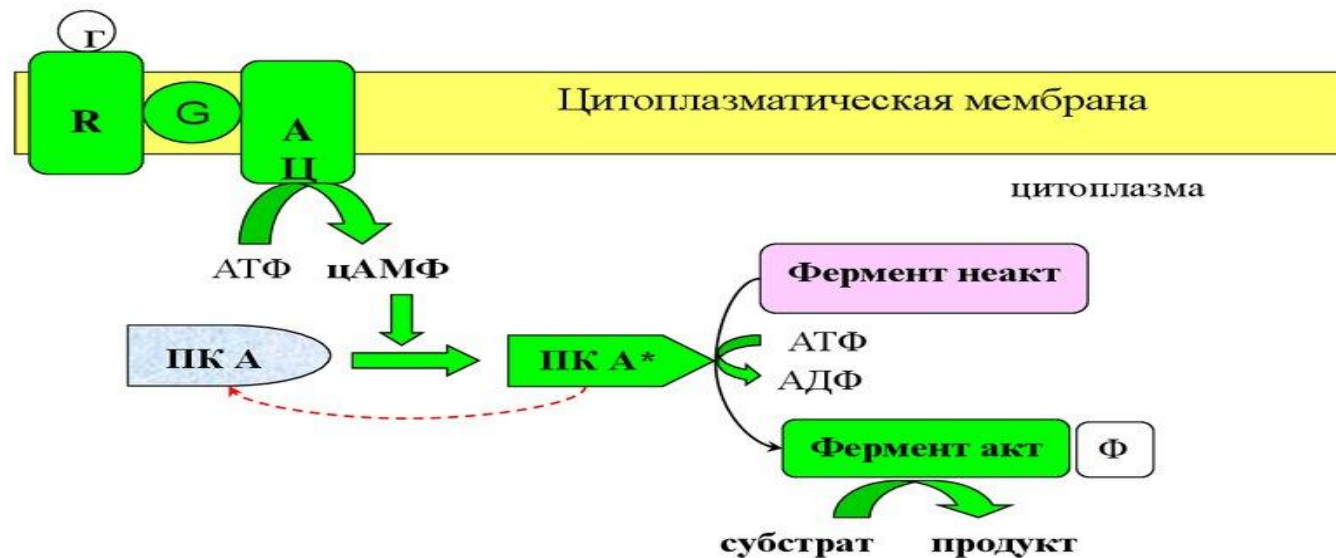 Г
R
G
А
Ц
Цитоплазматическая мембрана
цитоплазма
АТФ цАМФ
Фермент неакт
ПК А
ПК А*
АТФ
АДФ
Фермент акт
Ф
субстрат продукт